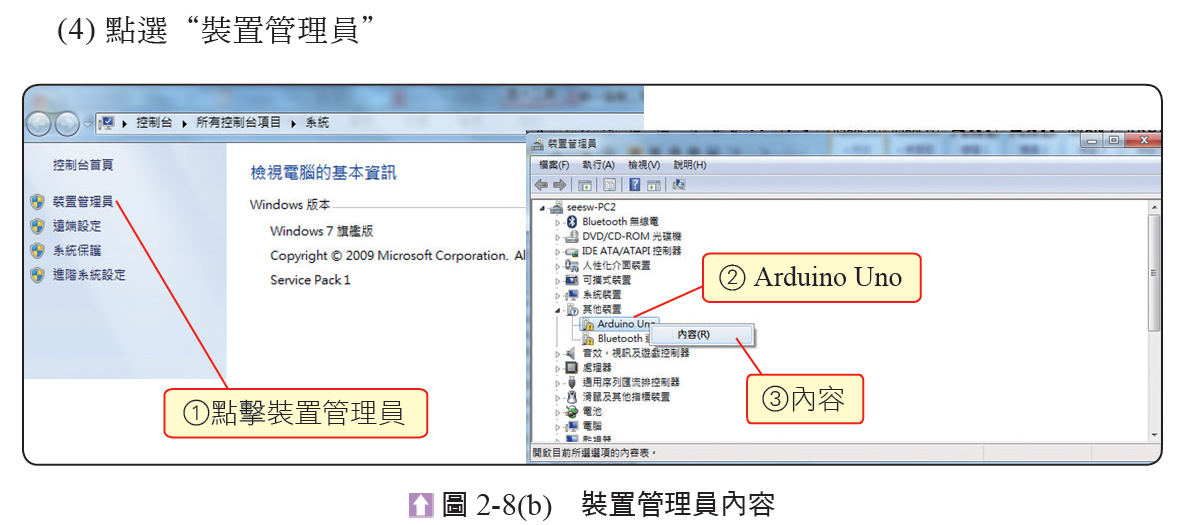 (4) 點選“裝置管理員”
控制台 ▸ 所有控制台項目 ▸ 系統
控制台首頁
裝置管理員
遠端設定
系統保護
進階系統設定
檢視電腦的基本資訊
Windows 版本
Windows 7 旗艦版
Copyright © 2009 Microsoft Corporation. Al
Service Pack 1
①點擊裝置管理員
裝置管理員
檔案(F) 執行(A) 檢視(V) 說明(H)
seesw-PC2
Bluetooth 無線電
DVD/CD-ROM 光碟機
IDE ATA/ATAPI 控制器
人性化介面裝置
可攜式裝置
系統裝置
其他裝置
Arduino Uno
Bluetooth
內容(R)
音效，視訊及遊戲控制器
處理器
通用序列匯流排控制器
滑鼠及其他指標裝置
電池
電腦
監視器
開啟目前所選選項的內容表。
② Arduino Uno
③內容
圖 2-8(b) 裝置管理員內容